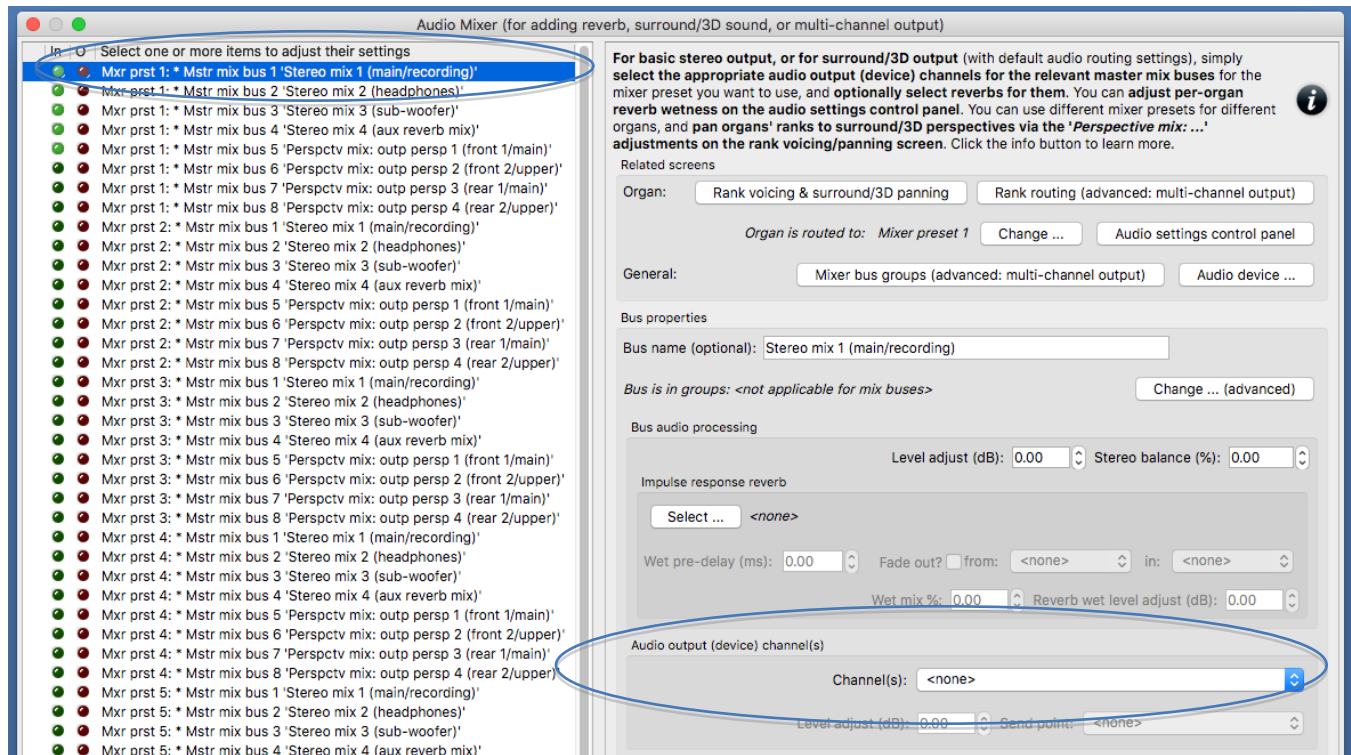 Audio Mixer (for adding reverb, surround/3D sound, or multi-channel output)
In O Select one or more items to adjust their settings
Mxr prst 1: * Mstr mix bus 1 'Stereo mix 1 (main/recording)'
Mxr prst 1: * Mstr mix bus 2 'Stereo mix 2 (headphones)'
Mxr prst 1: * Mstr mix bus 3 'Stereo mix 3 (sub-woofer)'
Mxr prst 1: * Mstr mix bus 4 'Stereo mix 4 (aux reverb mix)'
Mxr prst 1: * Mstr mix bus 5 'Perspctv mix: outp persp 1 (front 1/main)'
Mxr prst 1: * Mstr mix bus 6 'Perspctv mix: outp persp 2 (front 2/upper)'
Mxr prst 1: * Mstr mix bus 7 'Perspctv mix: outp persp 3 (rear 1/main)'
Mxr prst 1: * Mstr mix bus 8 'Perspctv mix: outp persp 4 (rear 2/upper)'
Mxr prst 2: * Mstr mix bus 1 'Stereo mix 1 (main/recording)'
Mxr prst 2: * Mstr mix bus 2 'Stereo mix 2 (headphones)'
Mxr prst 2: * Mstr mix bus 3 'Stereo mix 3 (sub-woofer)'
Mxr prst 2: * Mstr mix bus 4 'Stereo mix 4 (aux reverb mix)'
Mxr prst 2: * Mstr mix bus 5 'Perspctv mix: outp persp 1 (front 1/main)'
Mxr prst 2: * Mstr mix bus 6 'Perspctv mix: outp persp 2 (front 2/upper)'
Mxr prst 2: * Mstr mix bus 7 'Perspctv mix: outp persp 3 (rear 1/main)'
Mxr prst 2: * Mstr mix bus 8 'Perspctv mix: outp persp 4 (rear 2/upper)'
Mxr prst 3: * Mstr mix bus 1 'Stereo mix 1 (main/recording)'
Mxr prst 3: * Mstr mix bus 2 'Stereo mix 2 (headphones)'
Mxr prst 3: * Mstr mix bus 3 'Stereo mix 3 (sub-woofer)'
Mxr prst 3: * Mstr mix bus 4 'Stereo mix 4 (aux reverb mix)'
Mxr prst 3: * Mstr mix bus 5 'Perspctv mix: outp persp 1 (front 1/main)'
Mxr prst 3: * Mstr mix bus 6 'Perspctv mix: outp persp 2 (front 2/upper)'
Mxr prst 3: * Mstr mix bus 7 'Perspctv mix: outp persp 3 (rear 1/main)'
Mxr prst 3: * Mstr mix bus 8 'Perspctv mix: outp persp 4 (rear 2/upper)'
Mxr prst 4: * Mstr mix bus 1 'Stereo mix 1 (main/recording)'
Mxr prst 4: * Mstr mix bus 2 'Stereo mix 2 (headphones)'
Mxr prst 4: * Mstr mix bus 3 'Stereo mix 3 (sub-woofer)'
Mxr prst 4: * Mstr mix bus 4 'Stereo mix 4 (aux reverb mix)'
Mxr prst 4: * Mstr mix bus 5 'Perspctv mix: outp persp 1 (front 1/main)'
Mxr prst 4: * Mstr mix bus 6 'Perspctv mix: outp persp 2 (front 2/upper)'
Mxr prst 4: * Mstr mix bus 7 'Perspctv mix: outp persp 3 (rear 1/main)'
Mxr prst 4: * Mstr mix bus 8 'Perspctv mix: outp persp 4 (rear 2/upper)'
Mxr prst 5: * Mstr mix bus 1 'Stereo mix 1 (main/recording)'
Mxr prst 5: * Mstr mix bus 2 'Stereo mix 2 (headphones)'
Mxr prst 5: * Mstr mix bus 3 'Stereo mix 3 (sub-woofer)'
Mxr prst 5: * Mstr mix bus 4 'Stereo mix 4 (aux reverb mix)'
For basic stereo output, or for surround/3D output (with default audio routing settings), simply
select the appropriate audio output (device) channels for the relevant master mix buses for the
mixer preset you want to use, and optionally select reverbs for them. You can adjust per-organ
reverb wetness on the audio settings control panel. You can use different mixer presets for different
organs, and pan organs' ranks to surround/3D perspectives via the 'Perspective mix: ...'
adjustments on the rank voicing/panning screen. Click the info button to learn more.
i
Related screens
Organ: Rank voicing & surround/3D panning Rank routing (advanced: multi-channel output)
Organ is routed to: Mixer preset 1 Change ... Audio settings control panel
General: Mixer bus groups (advanced: multi-channel output) Audio device ...
Bus properties
Bus name (optional): Stereo mix 1 (main/recording)
Bus is in groups: <not applicable for mix buses> Change ... (advanced)
Bus audio processing
Level adjust (dB): 0.00 Stereo balance (%): 0.00
Impulse response reverb
Select ... <none>
Wet pre-delay (ms): 0.00 Fade out? from: <none> in: <none>
Wet mix %: 0.00 Reverb wet level adjust (dB): 0.00
Audio output (device) channel(s)
Channel(s): <none>
Level adjust (dB): 0.00 Send point: <none>